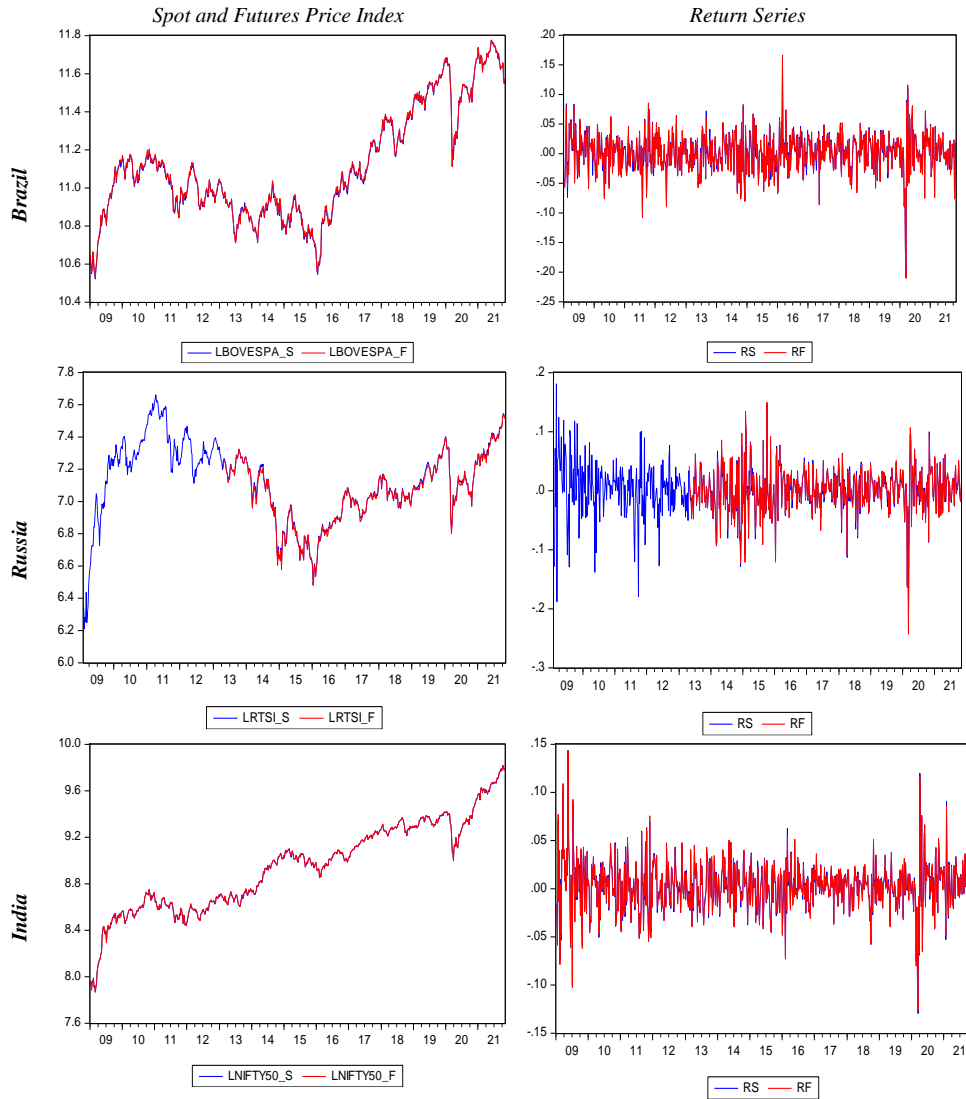 Spot and Futures Price Index
Return Series
Brazil
11.8
11.6
11.4
11.2
11.0
10.8
10.6
10.4
09 10 11 12 13 14 15 16 17 18 19 20 21
LBOVESPA_S LBOVESPA_F
.20
.15
.10
.05
.00
-.05
-.10
-.15
-.20
-.25
09 10 11 12 13 14 15 16 17 18 19 20 21
RS RF
Russia
7.8
7.6
7.4
7.2
7.0
6.8
6.6
6.4
6.2
6.0
09 10 11 12 13 14 15 16 17 18 19 20 21
LRTSI_S LRTSI_F
.2
.1
.0
-.1
-.2
-.3
09 10 11 12 13 14 15 16 17 18 19 20 21
RS RF
India
10.0
9.6
9.2
8.8
8.4
8.0
7.6
09 10 11 12 13 14 15 16 17 18 19 20 21
LNIFTY50_S LNIFTY50_F
.15
.10
.05
.00
-.05
-.10
-.15
09 10 11 12 13 14 15 16 17 18 19 20 21
RS RF